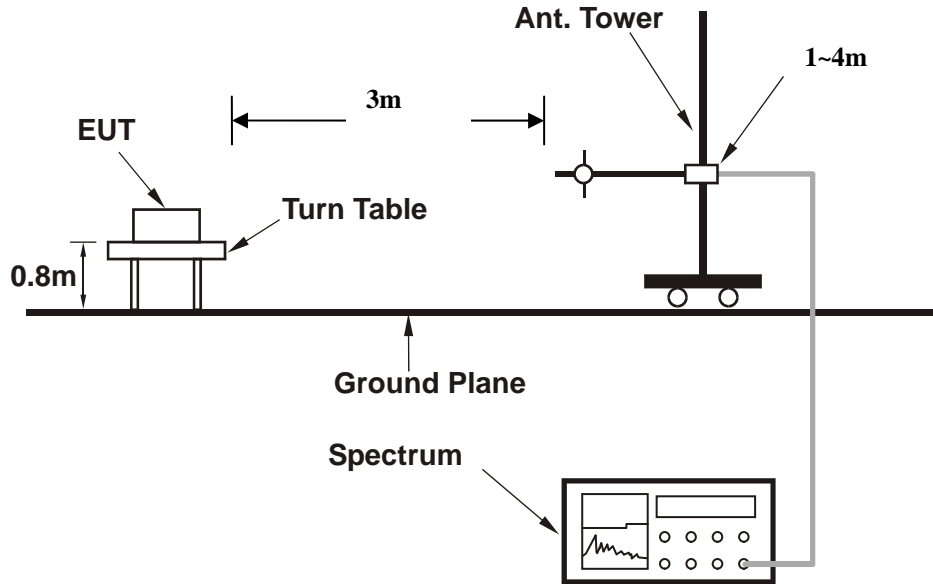 Ant. Tower
1~4m
3m
EUT
Turn Table
0.8m
Ground Plane
Spectrum